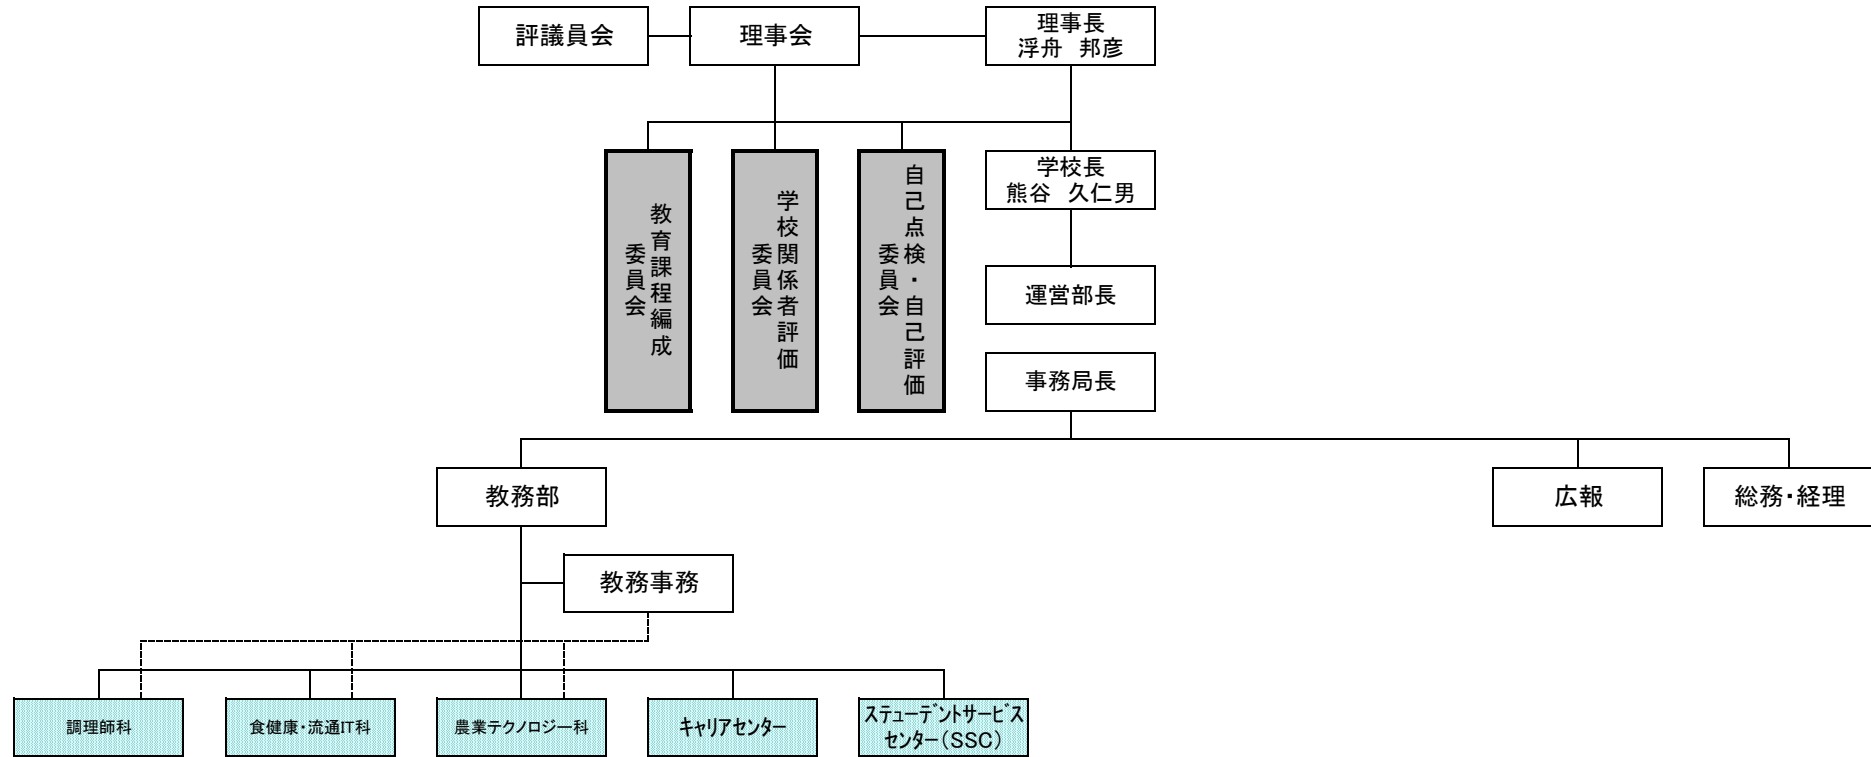 評議員会
理事会
理事長
浮舟　邦彦
教育課程編成
委員会
学校関係者評価
委員会
自己点検・自己評価
委員会
学校長
熊谷　久仁男
運営部長
事務局長
教務部
広報
総務・経理
教務事務
調理師科
食健康・流通IT科
農業テクノロジー科
ｷｬﾘｱｾﾝﾀｰ
ｽﾃｭｰﾃﾞﾝﾄｻｰﾋﾞｽ
ｾﾝﾀｰ（SSC）